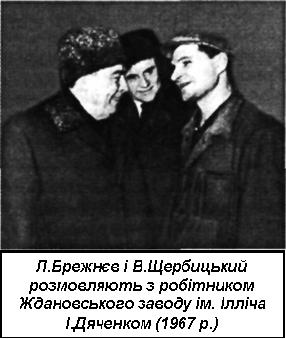 Л.Брежнєв і В.Щербицький
розмовляють з робітником
Ждановського заводу ім. Ілліча
І.Дяченком (1967 р.)